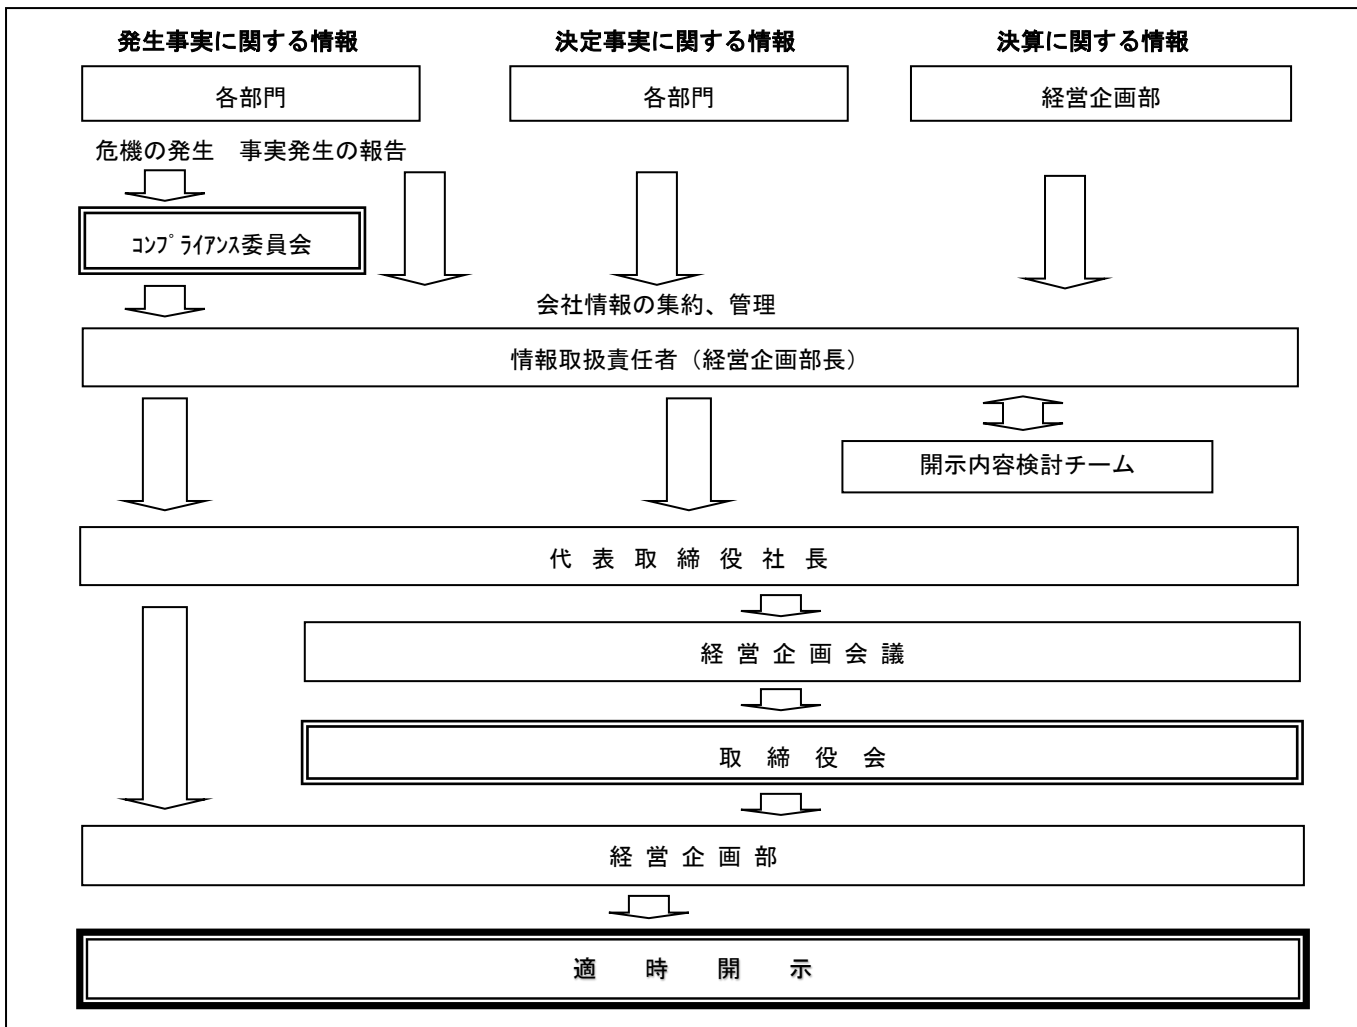 発生事実に関する情報 決定事実に関する情報 決算に関する情報
各部門 各部門 経営企画部
危機の発生 事実発生の報告
ｺﾝﾌﾟﾗｲｱﾝｽ委員会
会社情報の集約、管理
情報取扱責任者（経営企画部長）
開示内容検討チーム
代 表 取 締 役 社 長
経 営 企 画 会 議
取 締 役 会
経 営 企 画 部
適 時 開 示